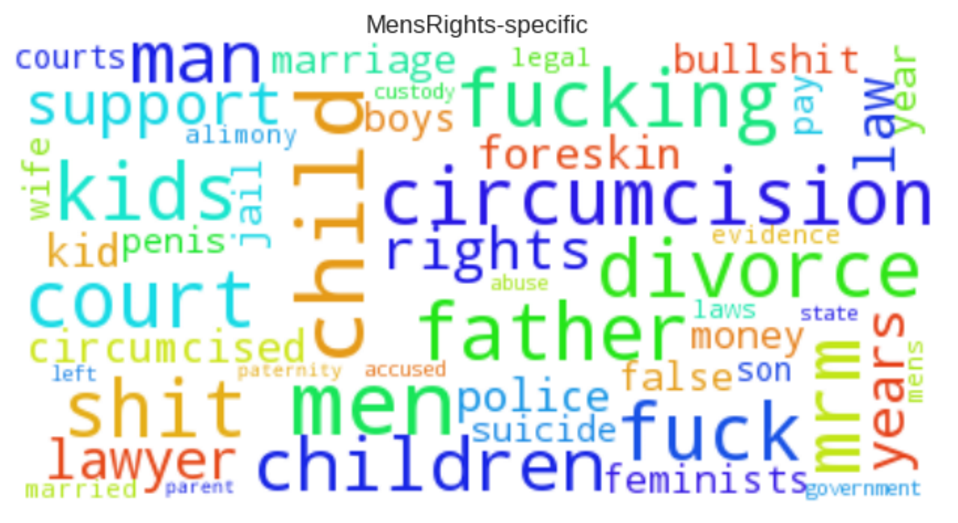 MensRights-specific
courts
man
marriage
legal
bullshit
year
support
custody
fucking
pay
law
alimony
child
boys
foreskin
wife
kids
jail
circumcision
kid
penis
rights
evidence
divorce
court
abuse
father
laws
state
circumcised
money
mrm
years
mens
left
paternity
accused
false
son
shit
men
police
suicide
fuck
lawyer
children
feminists
married
parent
government